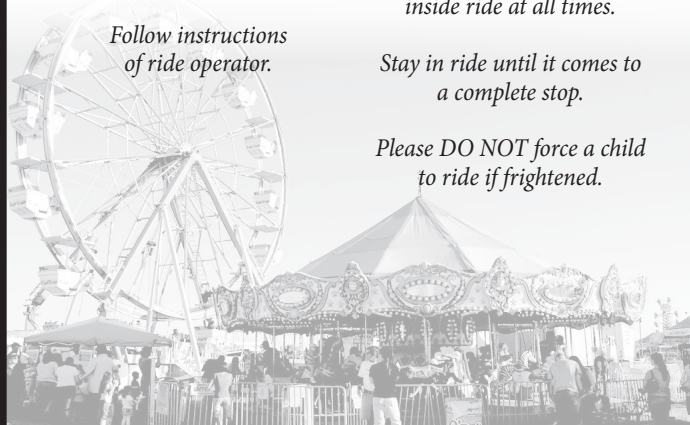 Follow instructions
of ride operator.
inside ride at all times.
Stay in ride until it comes to
a complete stop.
Please DO NOT force a child
to ride if frightened.